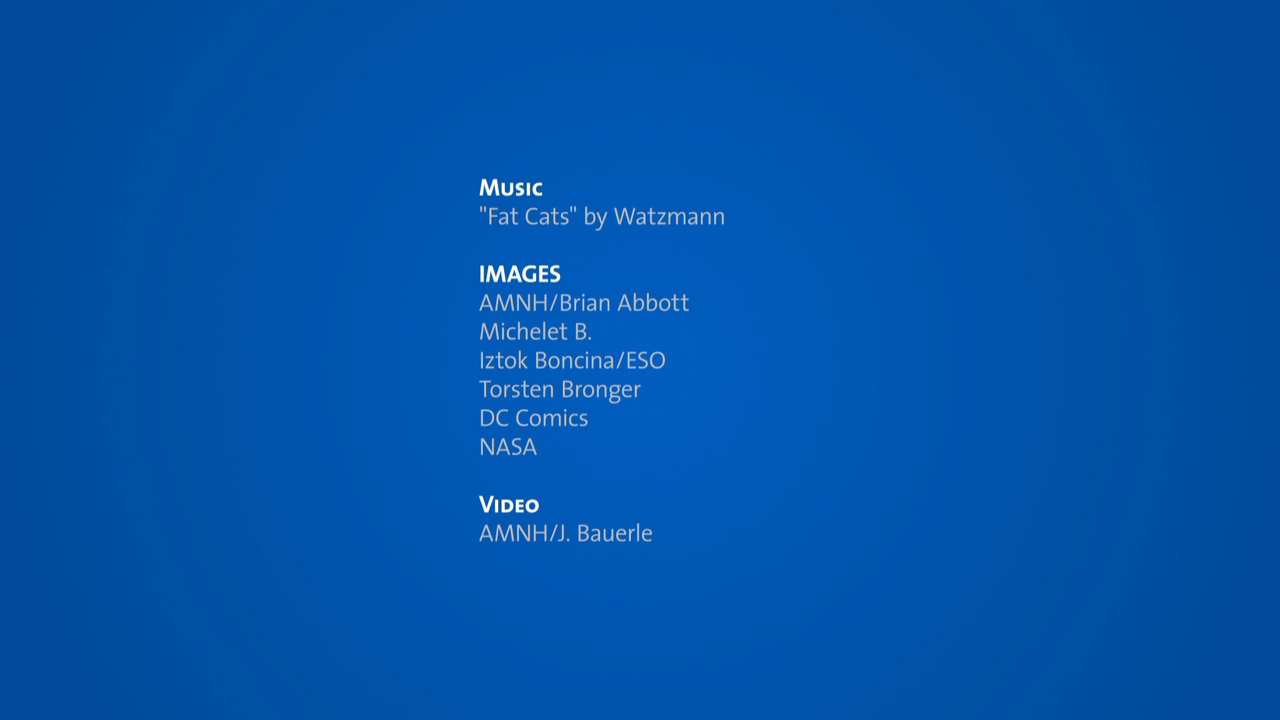 Music
"Fat Cats" by Watzmann
IMAGES
AMNH/Brian Abbott
Michelet B.
Iztok Boncina/ESO
Torsten Bronger
DC Comics
NASA
Video
AMNH/J. Bauerle